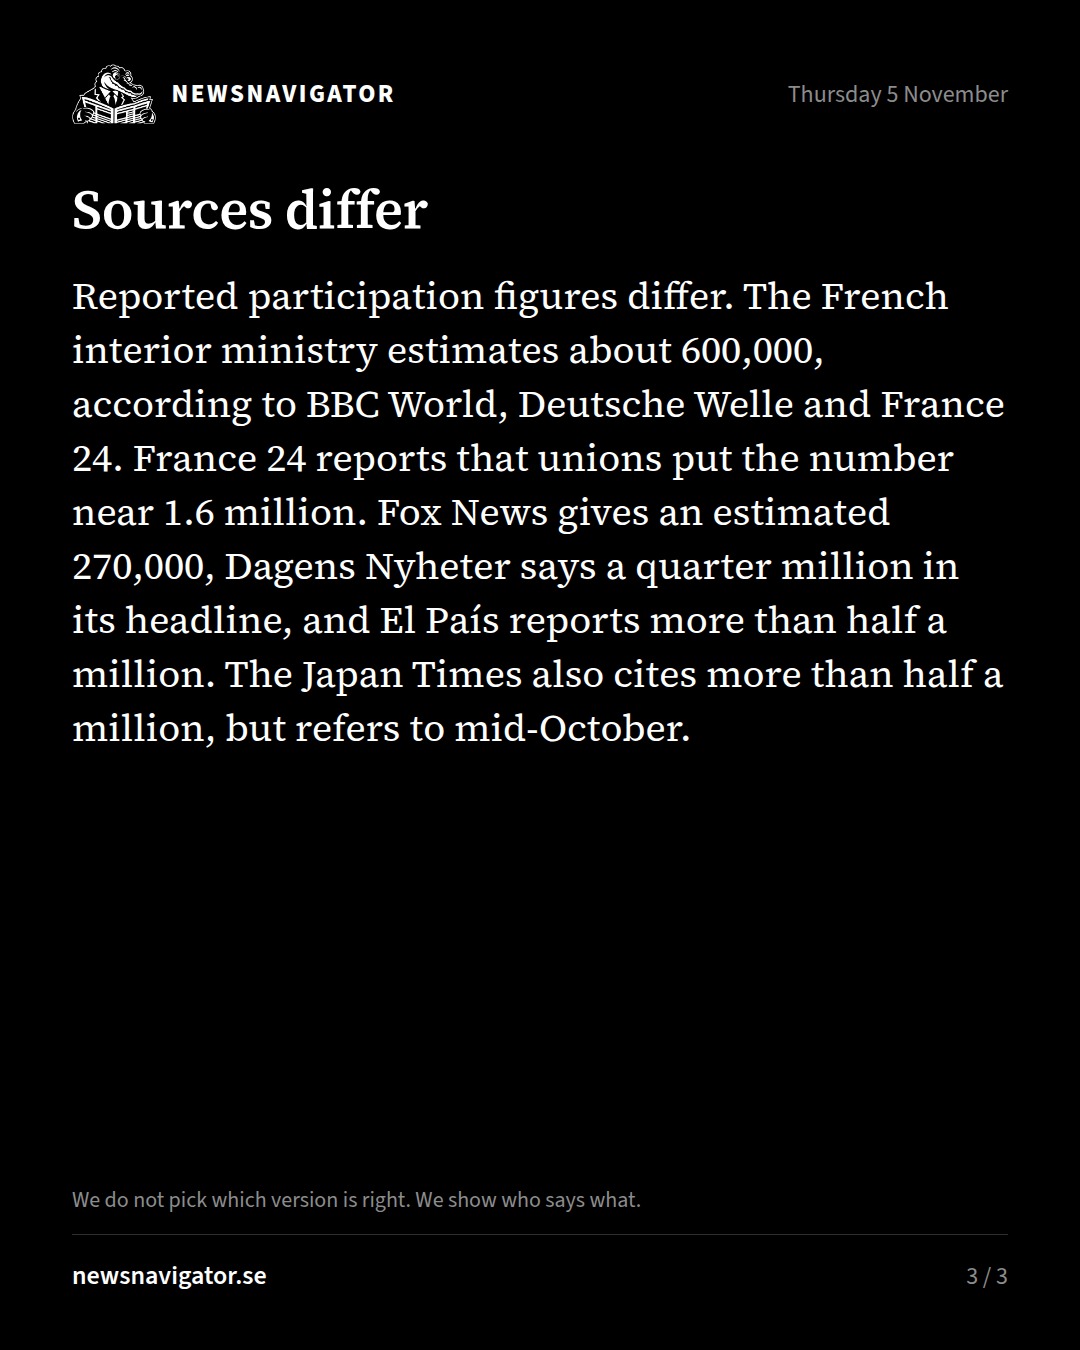 NEWSNAVIGATOR
Thursday 5 November
Sources differ
Reported participation figures differ. The French
interior ministry estimates about 600,000,
according to BBC World, Deutsche Welle and France
24. France 24 reports that unions put the number
near 1.6 million. Fox News gives an estimated
270,000, Dagens Nyheter says a quarter million in
its headline, and El País reports more than half a
million. The Japan Times also cites more than half a
million, but refers to mid-October.
We do not pick which version is right. We show who says what.
newsnavigator.se
3 / 3